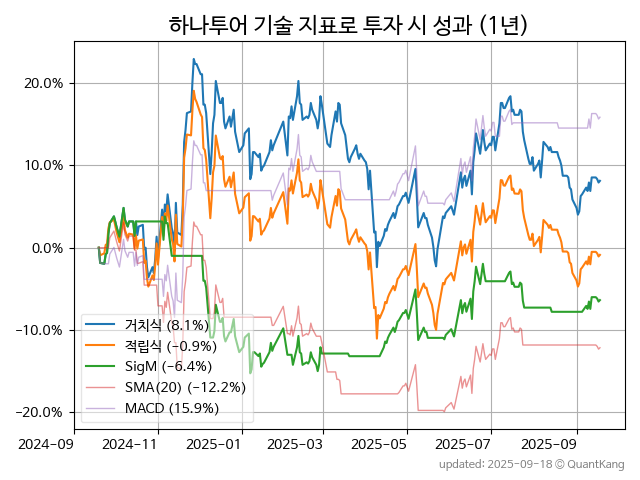 하나투어 기술 지표로 투자 시 성과 (1년)
20.0%
10.0%
0.0%
−10.0%
−20.0%
거치식 (8.1%)
적립식 (−0.9%)
SigM (−6.4%)
SMA(20) (−12.2%)
MACD (15.9%)
2024-09 2024-11 2025-01 2025-03 2025-05 2025-07 2025-09
updated: 2025-09-18 © QuantKang